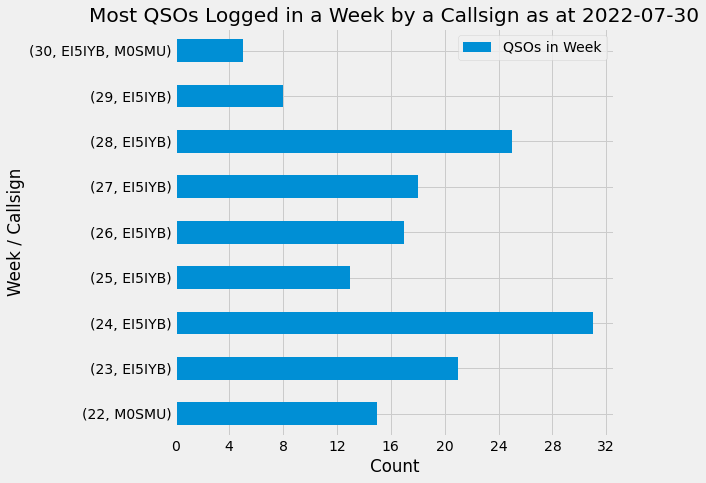 Most QSOs Logged in a Week by a Callsign as at 2022-07-30
QSOs in Week
Week / Callsign
(30, EI5IYB, M0SMU)
(29, EI5IYB)
(28, EI5IYB)
(27, EI5IYB)
(26, EI5IYB)
(25, EI5IYB)
(24, EI5IYB)
(23, EI5IYB)
(22, M0SMU)
0 4 8 12 16 20 24 28 32
Count